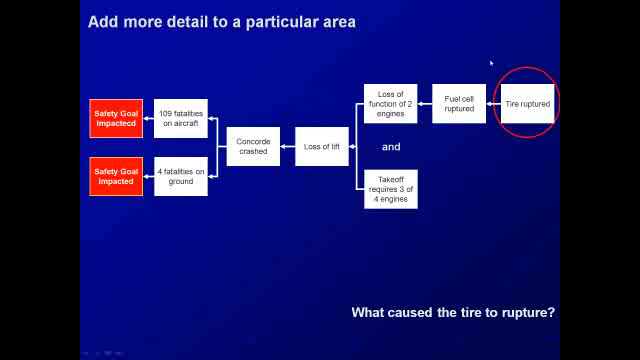 Add more detail to a particular area
Safety Goal
Impactecd
109 fatalities
on aircraft
Safety Goal
Impacted
4 fatalities on
ground
Concorde
crashed
Loss of lift
Loss of
function of 2
engines
and
Takeoff
requires 3 of
4 engines
Fuel cell
ruptured
Tire ruptured
What caused the tire to rupture?